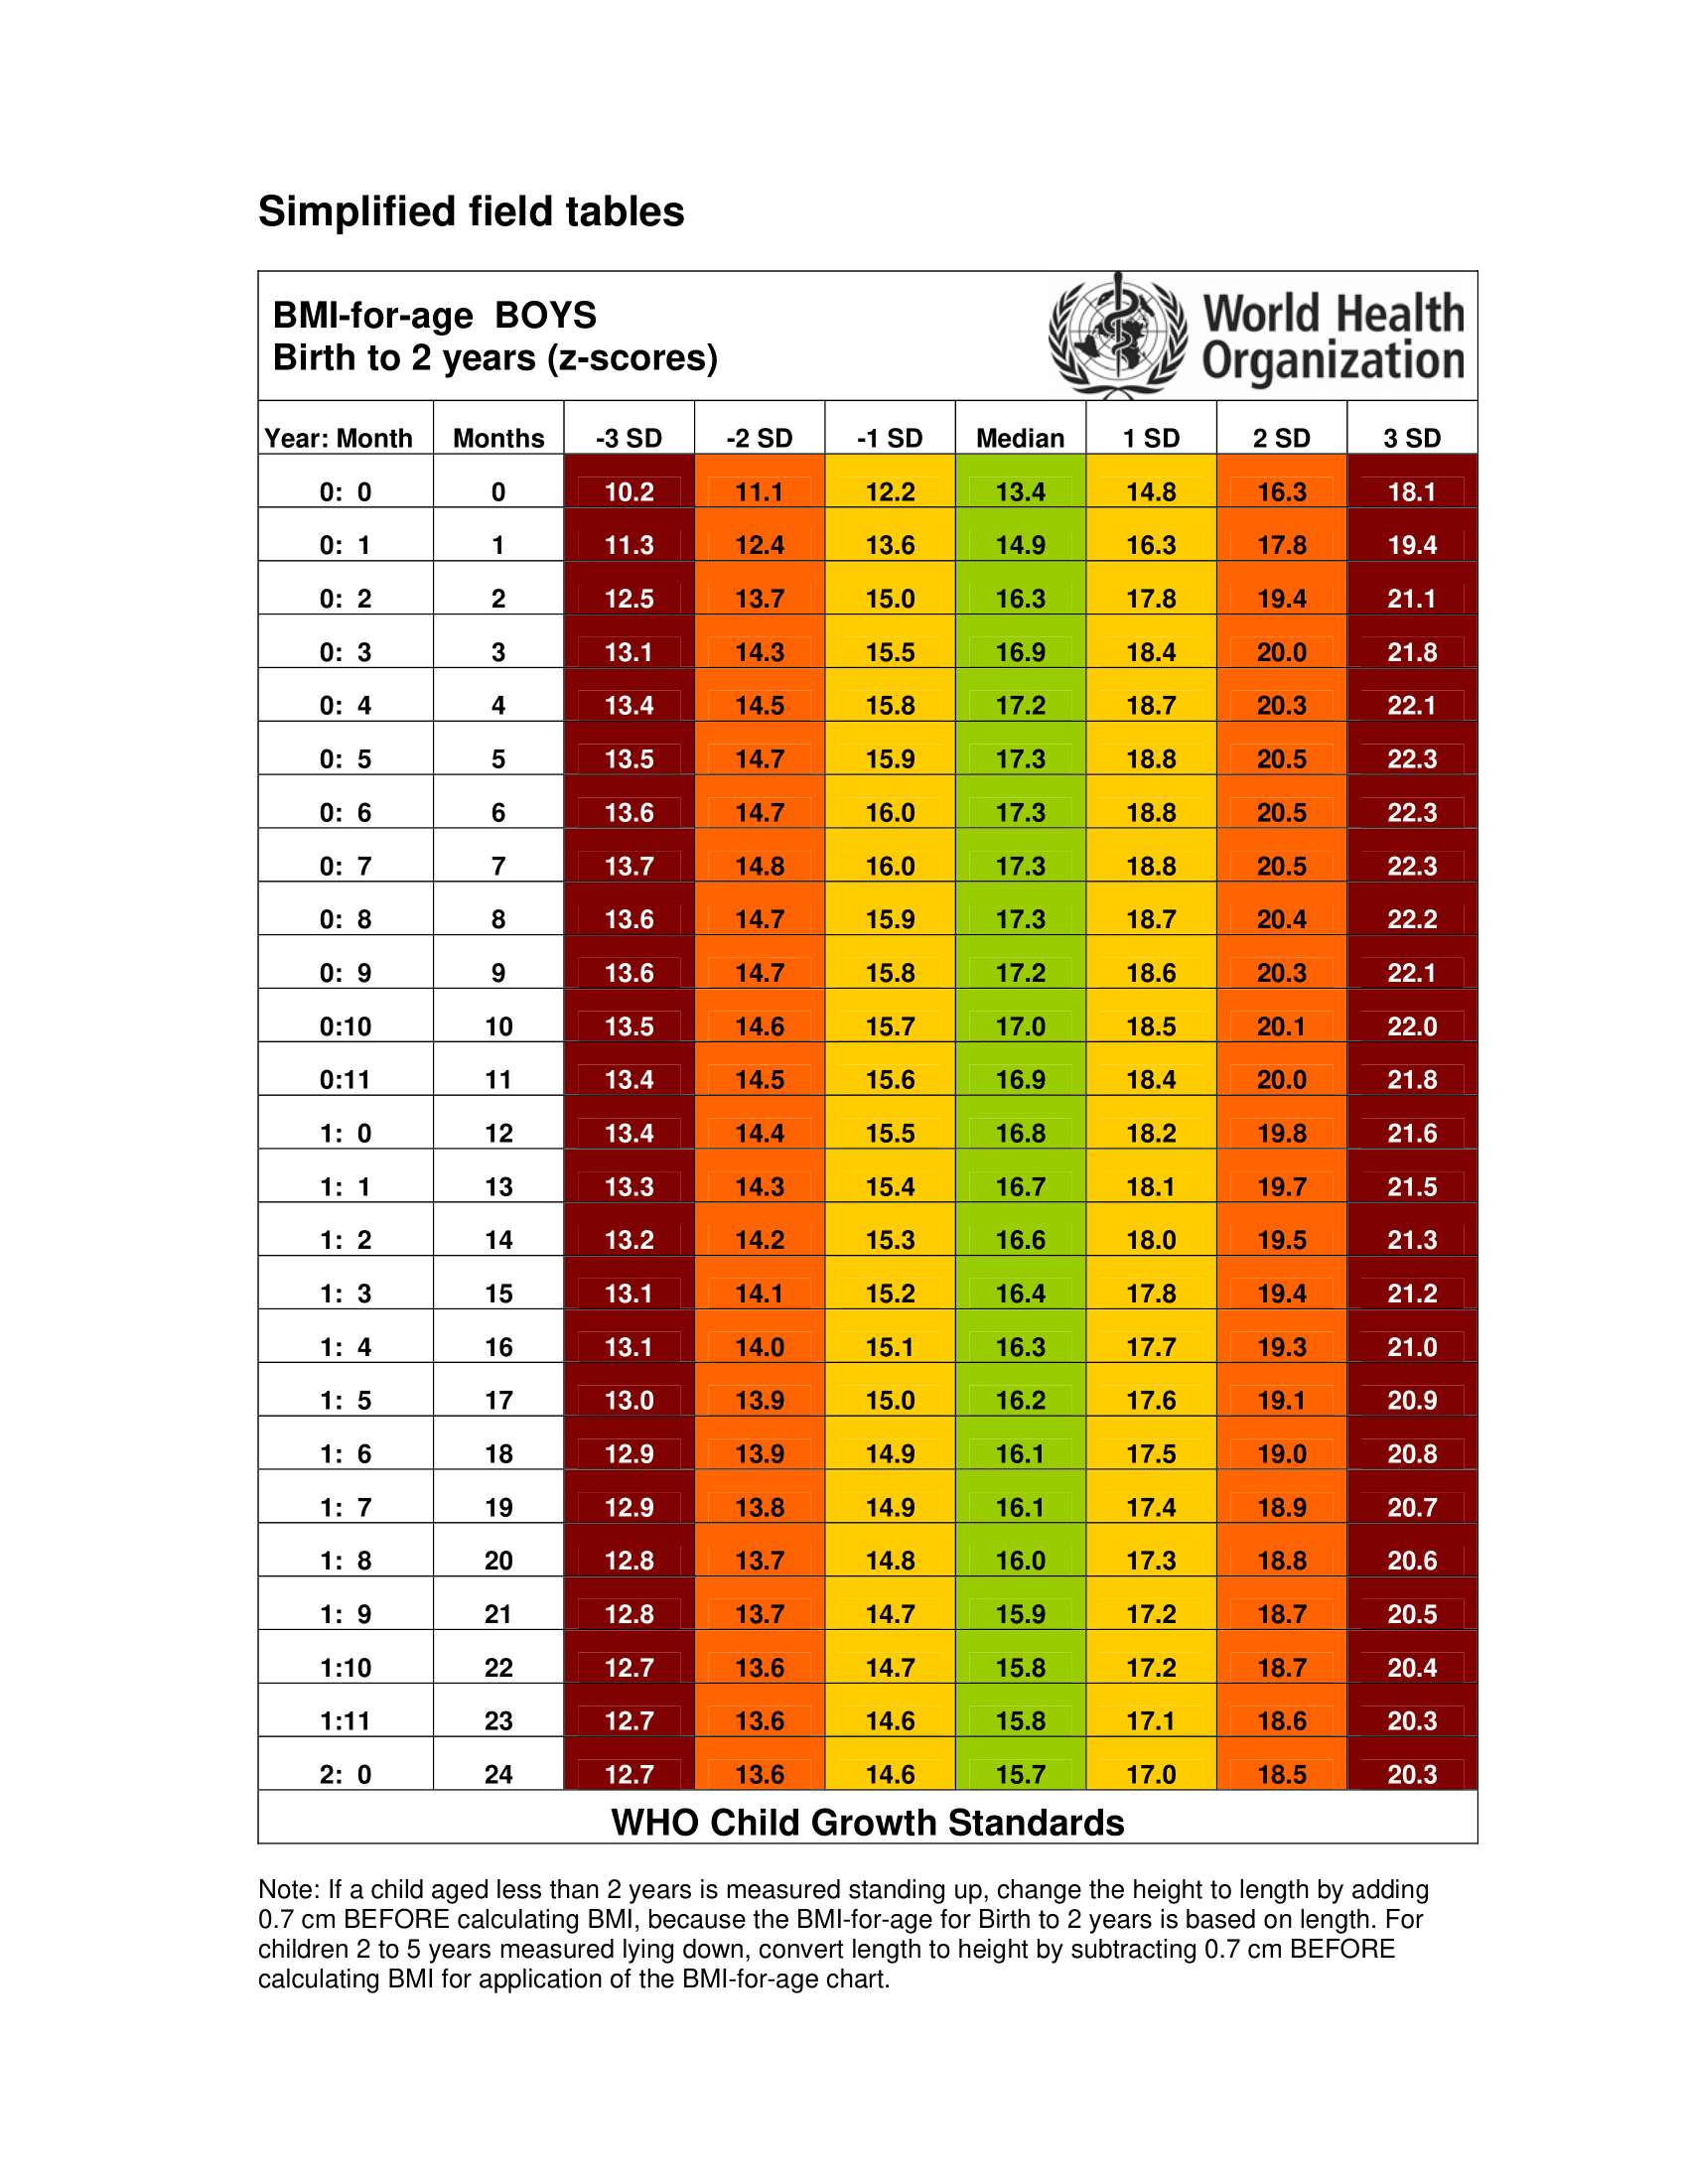 Simplified field tables
BMI-for-age BOYS
Birth to 2 years (z-scores)
World Health
Organization
Year: Month Months -3 SD -2 SD -1 SD Median 1 SD 2 SD 3 SD
0: 0 0 10.2 11.1 12.2 13.4 14.8 16.3 18.1
0: 1 1 11.3 12.4 13.6 14.9 16.3 17.8 19.4
0: 2 2 12.5 13.7 15.0 16.3 17.8 19.4 21.1
0: 3 3 13.1 14.3 15.5 16.9 18.4 20.0 21.8
0: 4 4 13.4 14.5 15.8 17.2 18.7 20.3 22.1
0: 5 5 13.5 14.7 15.9 17.3 18.8 20.5 22.3
0: 6 6 13.6 14.7 16.0 17.3 18.8 20.5 22.3
0: 7 7 13.7 14.8 16.0 17.3 18.8 20.5 22.3
0: 8 8 13.6 14.7 15.9 17.3 18.7 20.4 22.2
0: 9 9 13.6 14.7 15.8 17.2 18.6 20.3 22.1
0:10 10 13.5 14.6 15.7 17.0 18.5 20.1 22.0
0:11 11 13.4 14.5 15.6 16.9 18.4 20.0 21.8
1: 0 12 13.4 14.4 15.5 16.8 18.2 19.8 21.6
1: 1 13 13.3 14.3 15.4 16.7 18.1 19.7 21.5
1: 2 14 13.2 14.2 15.3 16.6 18.0 19.5 21.3
1: 3 15 13.1 14.1 15.2 16.4 17.8 19.4 21.2
1: 4 16 13.1 14.0 15.1 16.3 17.7 19.3 21.0
1: 5 17 13.0 13.9 15.0 16.2 17.6 19.1 20.9
1: 6 18 12.9 13.9 14.9 16.1 17.5 19.0 20.8
1: 7 19 12.9 13.8 14.9 16.1 17.4 18.9 20.7
1: 8 20 12.8 13.7 14.8 16.0 17.3 18.8 20.6
1: 9 21 12.8 13.7 14.7 15.9 17.2 18.7 20.5
1:10 22 12.7 13.6 14.7 15.8 17.2 18.7 20.4
1:11 23 12.7 13.6 14.6 15.8 17.1 18.6 20.3
2: 0 24 12.7 13.6 14.6 15.7 17.0 18.5 20.3
WHO Child Growth Standards
Note: If a child aged less than 2 years is measured standing up, change the height to length by adding
0.7 cm BEFORE calculating BMI, because the BMI-for-age for Birth to 2 years is based on length. For
children 2 to 5 years measured lying down, convert length to height by subtracting 0.7 cm BEFORE
calculating BMI for application of the BMI-for-age chart.